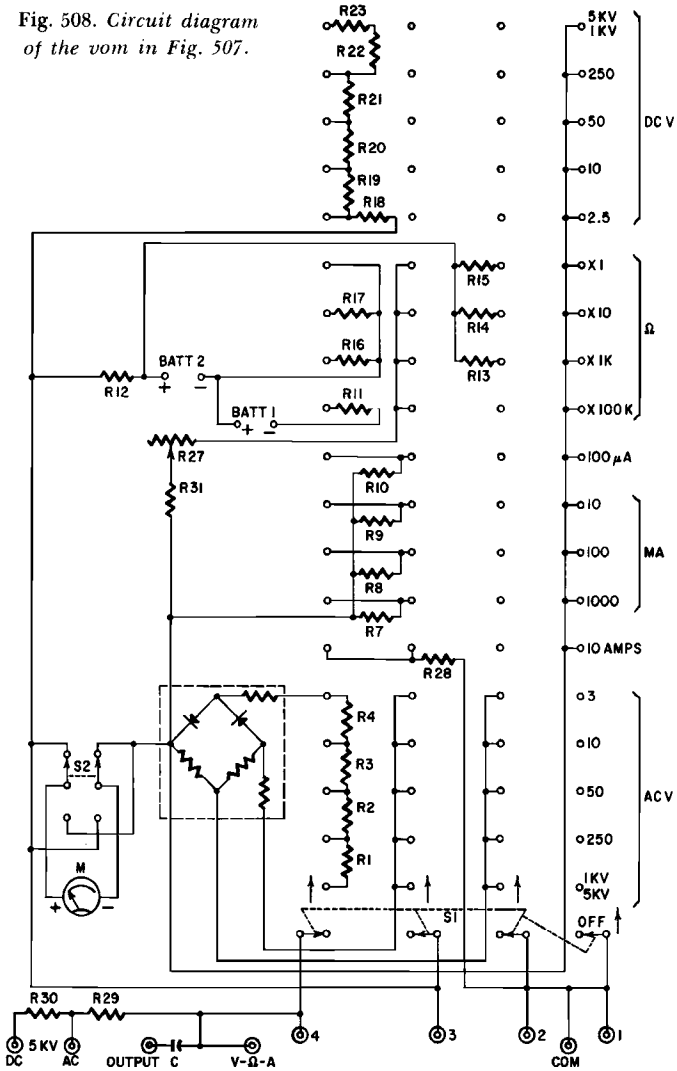 Fig. 508. Circuit diagram
of the vom in Fig. 507.
R23
R22
R21
R20
R19
R18
5KV
1KV
250
50
10
2.5
DC V
R17
R16
R11
R15
R14
R13
X1
X10
X1K
X100K
Ω
R12
BATT 2
+ -
BATT 1
+ -
R27
R31
R10
R9
R8
R7
R28
100 μA
10
100
1000
MA
10 AMPS
R4
R3
R2
R1
3
10
50
250
1KV
5KV
AC V
S2
M
+ -
S1
OFF
R30
R29
4
3
2
1
DC 5KV AC
OUTPUT C
V-Ω-A
COM